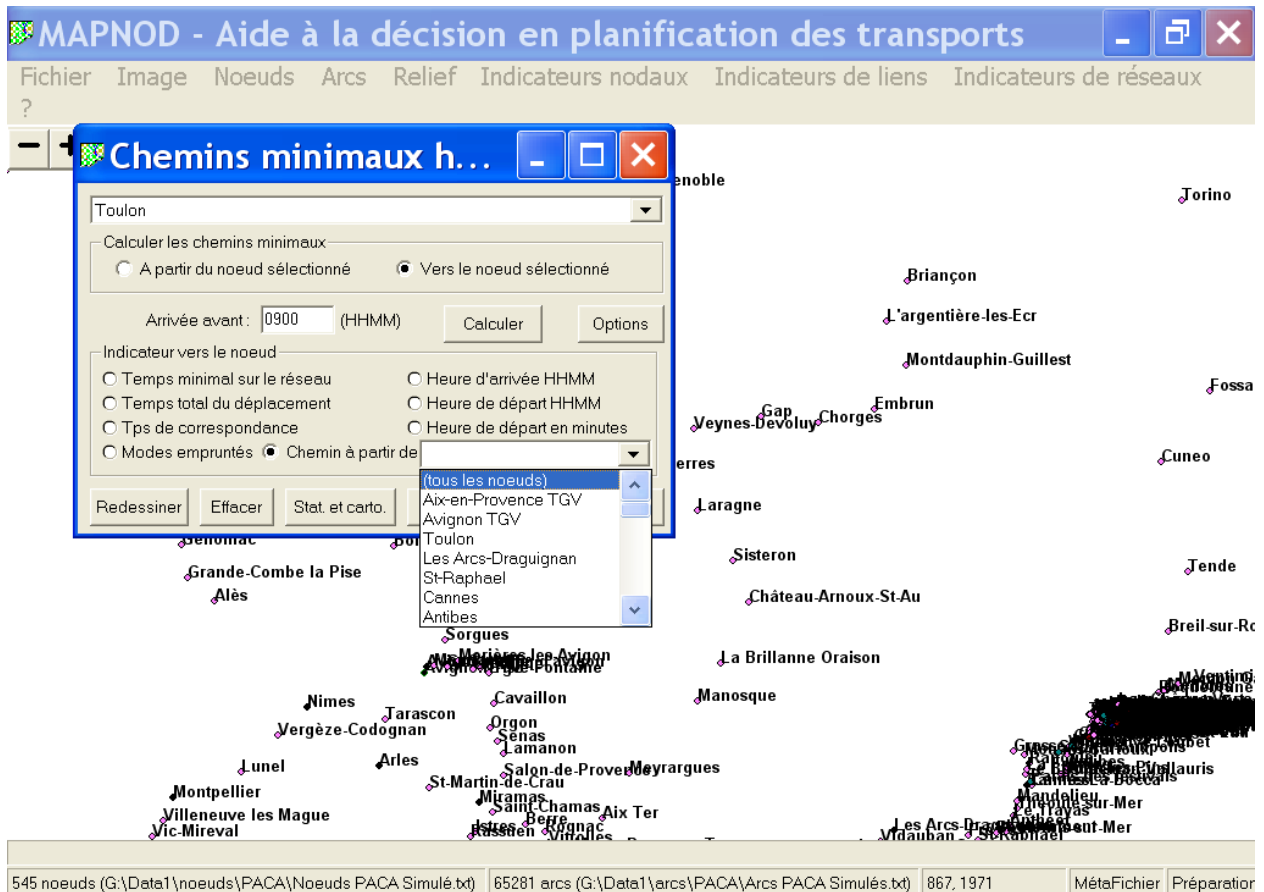 MAPNOD - Aide à la décision en planification des transports
Fichier Image Noeuds Arcs Relief Indicateurs nodaux Indicateurs de liens Indicateurs de réseaux
?
Chemins minimaux h...
enoble
Torino
Toulon
Calculer les chemins minimaux
A partir du noeud sélectionné Vers le noeud sélectionné
Briançon
Arrivée avant : 0900 (HHMM) Calculer Options
L'argentière-les-Ecr
Indicateur vers le noeud
Montdauphin-Guillest
Temps minimal sur le réseau Heure d'arrivée HHMM
Fossa
Temps total du déplacement Heure de départ HHMM
Embrun
Gap
Chorges
Tps de correspondance Heure de départ en minutes
Veynes-Devoluy
Modes empruntés Chemin à partir de
erres
Cuneo
(tous les noeuds)
Aix-en-Provence TGV
Redessiner Effacer Stat. et carto.
Laragne
Avignon TGV
Toulon
Les Arcs-Draguignan
St-Raphael
Cannes
Antibes
Sisteron
Grande-Combe la Pise
Tende
Alès
Château-Arnoux-St-Au
Breil-sur-Ro
Sorgues
La Brillanne Oraison
Cavaillon
Manosque
Nimes
Tarascon
Vergèze-Codognan
Orgon
Sénas
Lamanon
Lunel
Arles
Salon-de-Provence
Meyrargues
St-Martin-de-Crau
Montpellier
Miramas
Saint-Chamas
Mandelieu
Villeneuve les Mague
Aix Ter
Vic-Mireval
Istres
Berre
Rognac
Rassuen
Vitrolles
Vidauban
545 noeuds (G:\Data1\noeuds\PACA\Noeuds PACA Simulé.txt) 65281 arcs (G:\Data1\arcs\PACA\Arcs PACA Simulés.txt) 867, 1971 MétaFichier Préparation